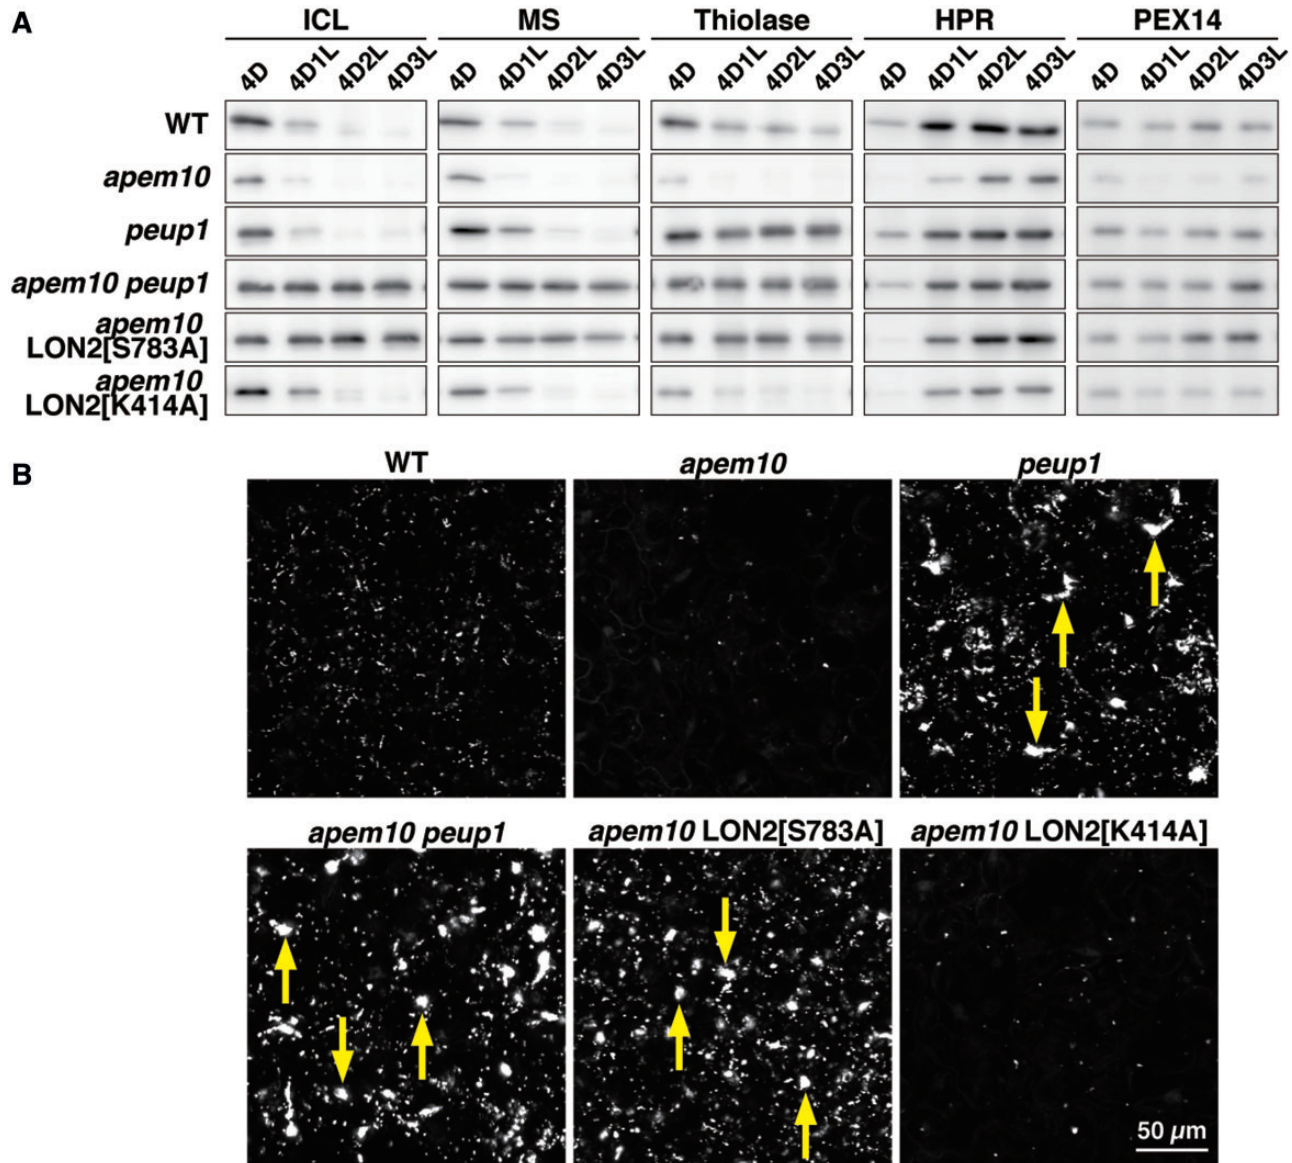 A
ICL MS Thiolase HPR PEX14
4D 4D1L 4D2L 4D3L 4D 4D1L 4D2L 4D3L 4D 4D1L 4D2L 4D3L 4D 4D1L 4D2L 4D3L 4D 4D1L 4D2L 4D3L
WT
apem10
peup1
apem10 peup1
apem10
LON2[S783A]
apem10
LON2[K414A]
B
WT apem10 peup1
apem10 peup1 apem10 LON2[S783A] apem10 LON2[K414A]
50 µm